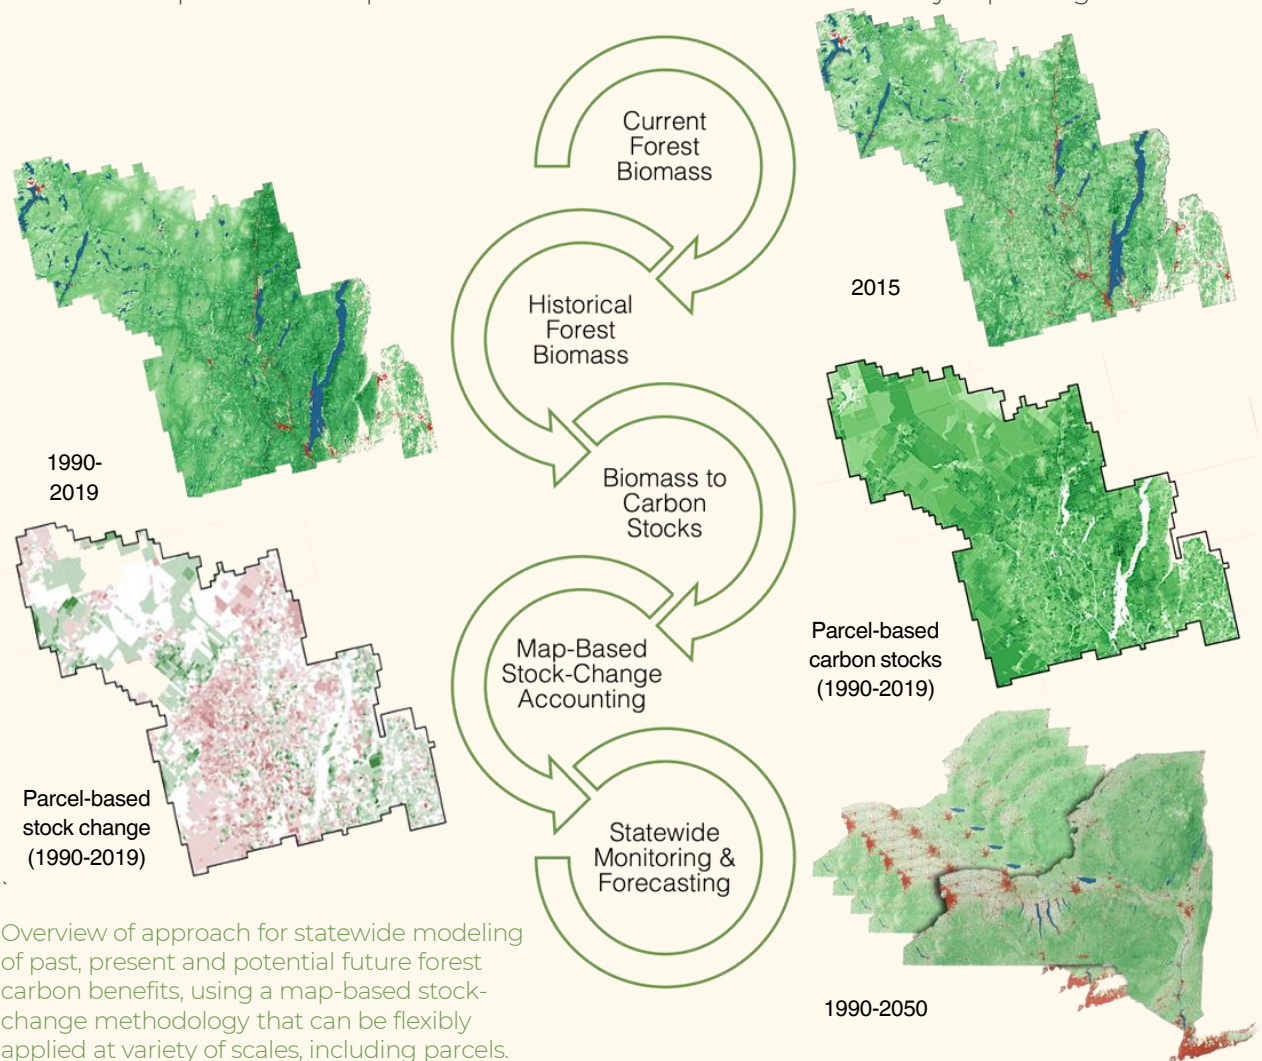 Current
Forest
Biomass
2015
Historical
Forest
Biomass
1990-
2019
Biomass to
Carbon
Stocks
Parcel-based
carbon stocks
(1990-2019)
Map-Based
Stock-Change
Accounting
Parcel-based
stock change
(1990-2019)
Statewide
Monitoring &
Forecasting
1990-2050
Overview of approach for statewide modeling
of past, present and potential future forest
carbon benefits, using a map-based stock-
change methodology that can be flexibly
applied at variety of scales, including parcels.